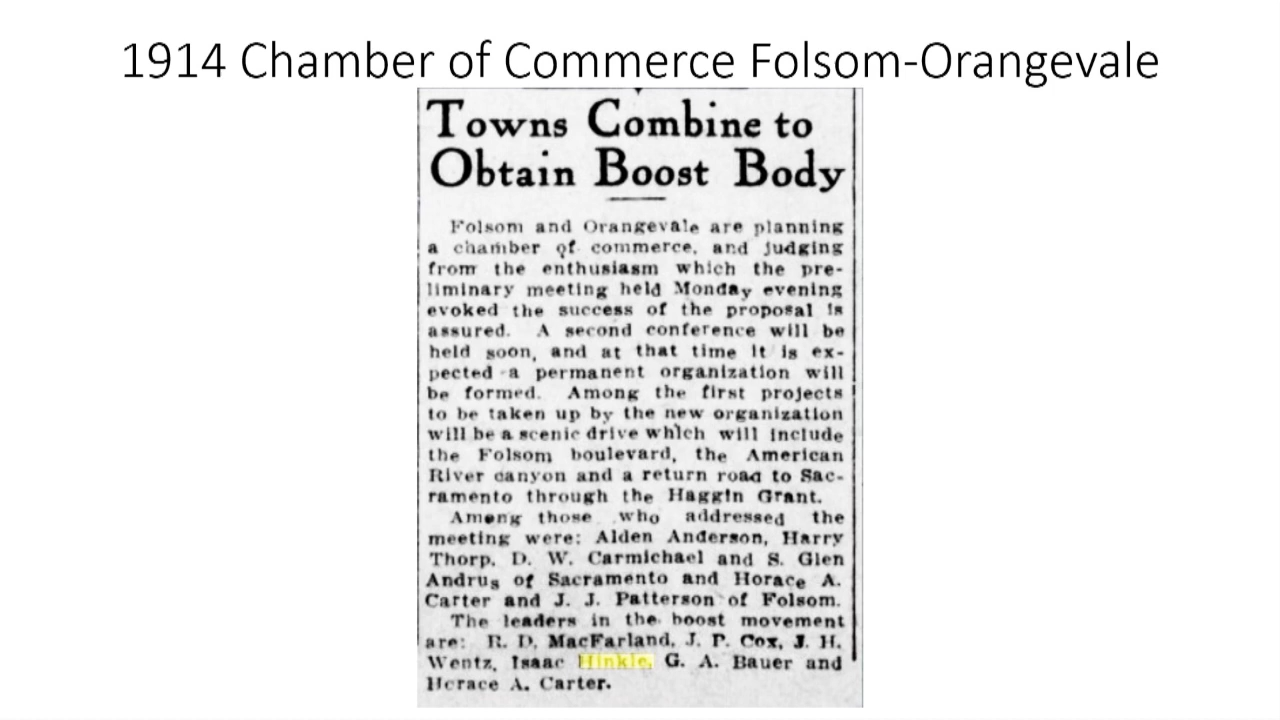 1914 Chamber of Commerce Folsom-Orangevale
Towns Combine to
Obtain Boost Body
Folsom and Orangevale are planning
a chamber of commerce, and judging
from the enthusiasm which the pre-
liminary meeting held Monday evening
evoked the success of the proposal is
assured. A second conference will be
held soon, and at that time it is ex-
pected a permanent organization will
be formed. Among the first projects
to be taken up by the new organization
will be a scenic drive which will include
the Folsom boulevard, the American
River canyon and a return road to Sac-
ramento through the Haggin Grant.
Among those who addressed the
meeting were: Alden Anderson, Harry
Thorp, D. W. Carmichael and S. Glen
Andrus of Sacramento and Horace A.
Carter and J. J. Patterson of Folsom.
The leaders in the boost movement
are: R. D. MacFarland, J. P. Cox, J. H.
Wentz, Isaac Hinkle, G. A. Bauer and
Horace A. Carter.